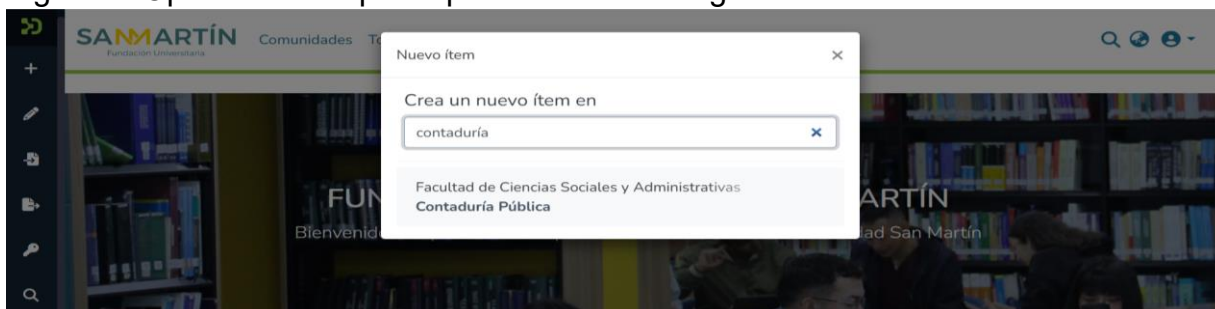 SANMARTÍN
Fundación Universitaria
Comunidades
Nuevo ítem
Crea un nuevo ítem en
contaduría
Facultad de Ciencias Sociales y Administrativas
Contaduría Pública
FUN
ARTÍN
Bienvenid
ad San Martín